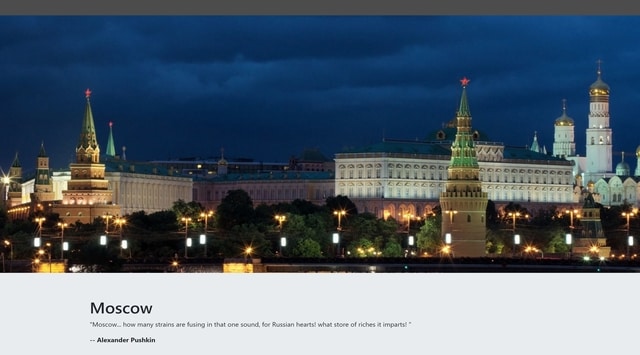 Moscow
"Moscow... how many strains are fusing in that one sound, for Russian hearts! what store of riches it imparts! "
-- Alexander Pushkin